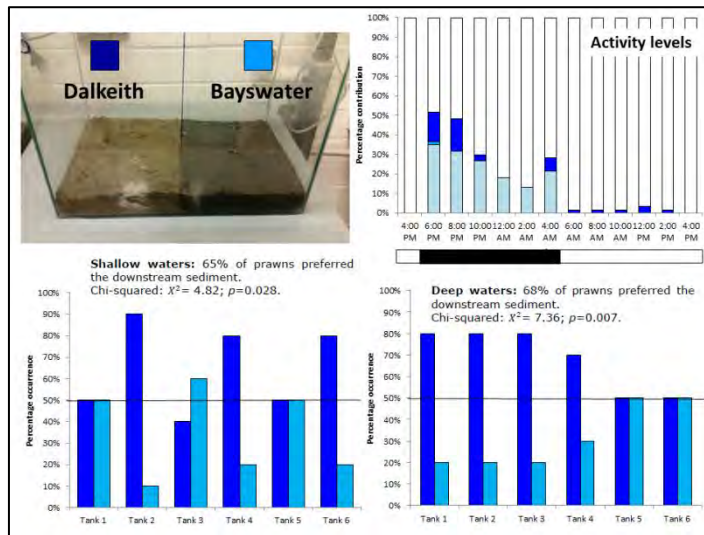 Dalkeith
Bayswater
Activity levels
Percentage contribution
100%
90%
80%
70%
60%
50%
40%
30%
20%
10%
0%
4:00 PM
6:00 PM
8:00 PM
10:00 PM
12:00 AM
2:00 AM
4:00 AM
6:00 AM
8:00 AM
10:00 AM
12:00 PM
2:00 PM
4:00 PM
Shallow waters: 65% of prawns preferred
the downstream sediment.
Chi-squared: X²= 4.82; p=0.028.
Percentage occurrence
100%
90%
80%
70%
60%
50%
40%
30%
20%
10%
0%
Tank 1
Tank 2
Tank 3
Tank 4
Tank 5
Tank 6
Deep waters: 68% of prawns preferred the
downstream sediment.
Chi-squared: X²= 7.36; p=0.007.
Percentage occurrence
100%
90%
80%
70%
60%
50%
40%
30%
20%
10%
0%
Tank 1
Tank 2
Tank 3
Tank 4
Tank 5
Tank 6